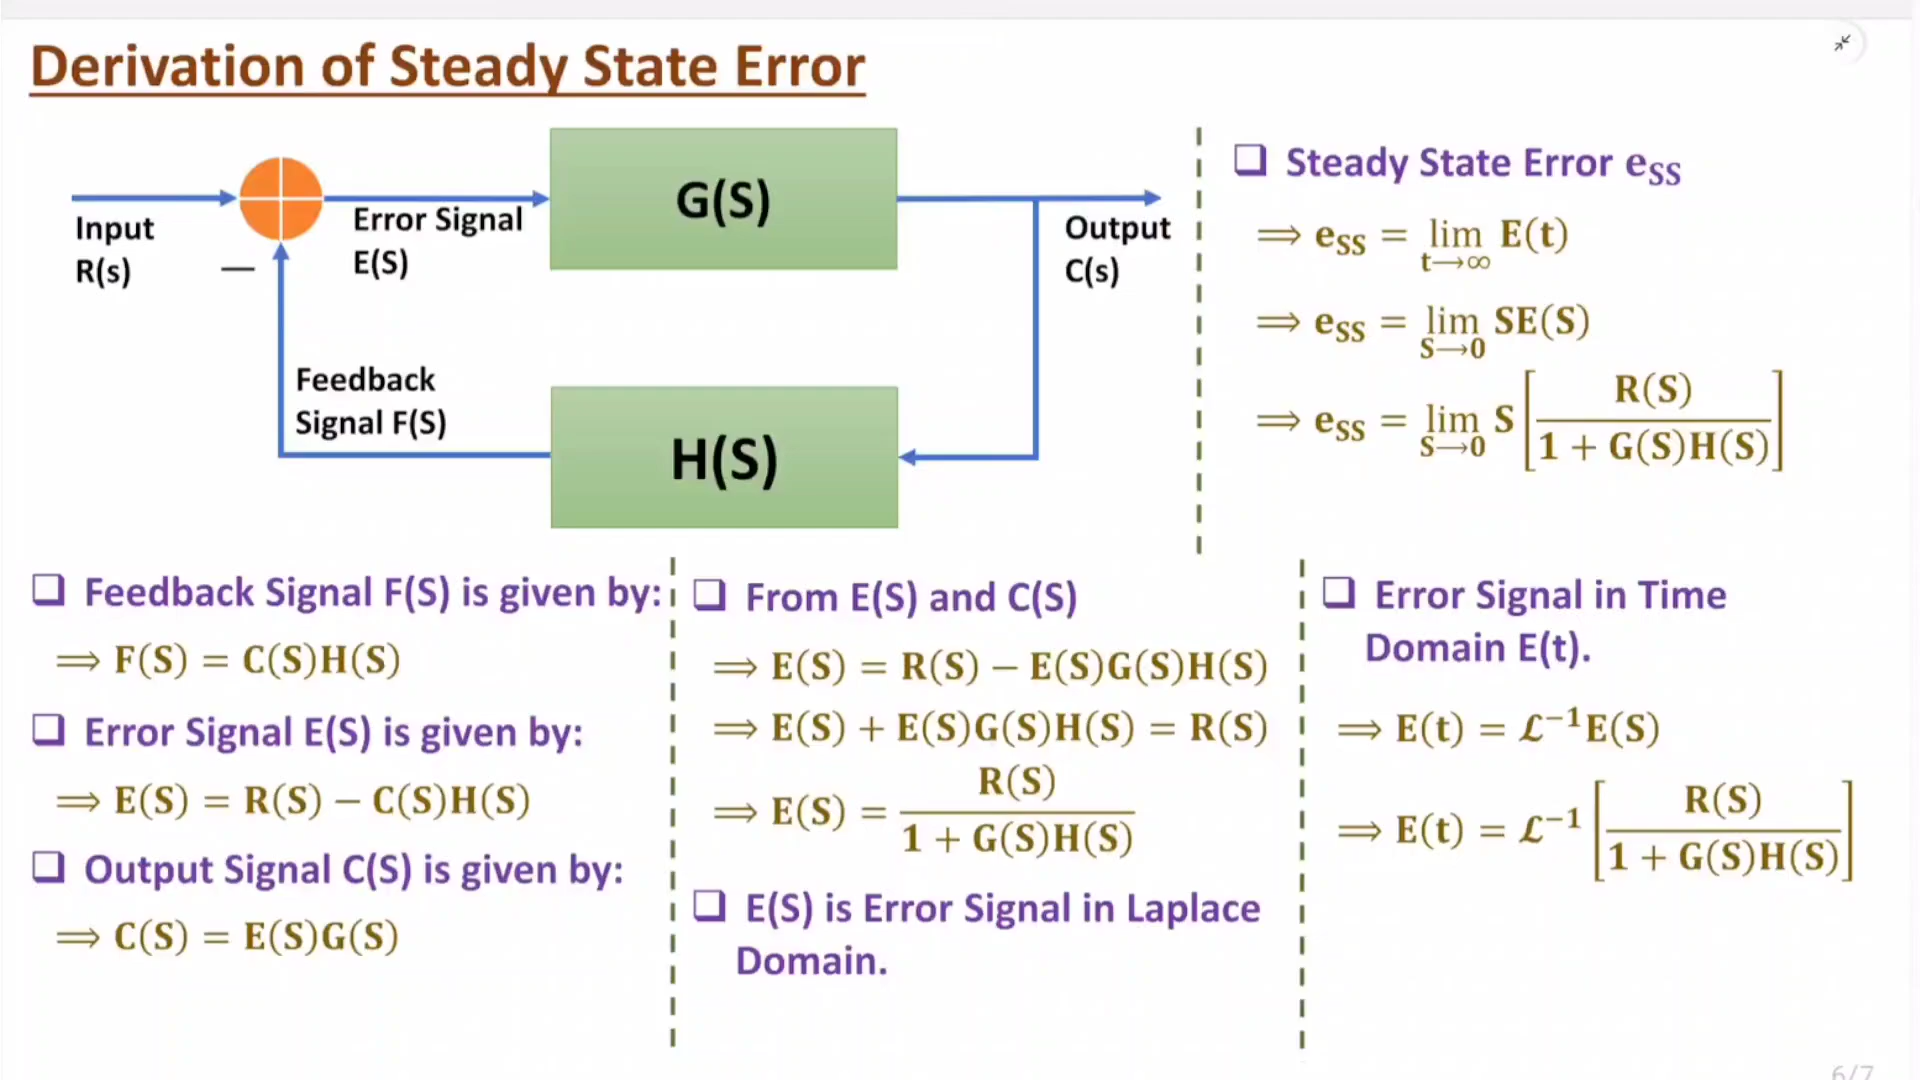 Derivation of Steady State Error
Input
R(s)
—
Error Signal
E(S)
G(S)
Output
C(s)
Feedback
Signal F(S)
H(S)
❑ Steady State Error eSS
⟹ eSS = lim t→∞ E(t)
⟹ eSS = lim S→0 SE(S)
⟹ eSS = lim S→0 S [R(S) / 1 + G(S)H(S)]
❑ Feedback Signal F(S) is given by:
⟹ F(S) = C(S)H(S)
❑ Error Signal E(S) is given by:
⟹ E(S) = R(S) − C(S)H(S)
❑ Output Signal C(S) is given by:
⟹ C(S) = E(S)G(S)
❑ From E(S) and C(S)
⟹ E(S) = R(S) − E(S)G(S)H(S)
⟹ E(S) + E(S)G(S)H(S) = R(S)
⟹ E(S) = R(S) / 1 + G(S)H(S)
❑ E(S) is Error Signal in Laplace
Domain.
❑ Error Signal in Time
Domain E(t).
⟹ E(t) = ℒ⁻¹E(S)
⟹ E(t) = ℒ⁻¹ [R(S) / 1 + G(S)H(S)]
6/7